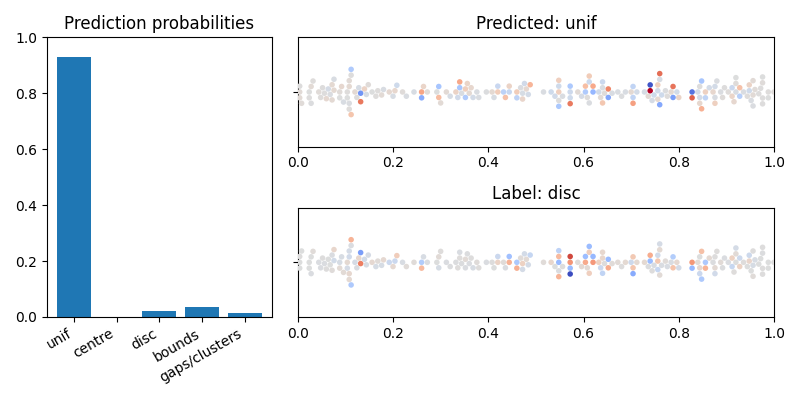 Prediction probabilities
1.0
0.8
0.6
0.4
0.2
0.0
unif
centre
disc
bounds
gaps/clusters
Predicted: unif
0.0 0.2 0.4 0.6 0.8 1.0
Label: disc
0.0 0.2 0.4 0.6 0.8 1.0